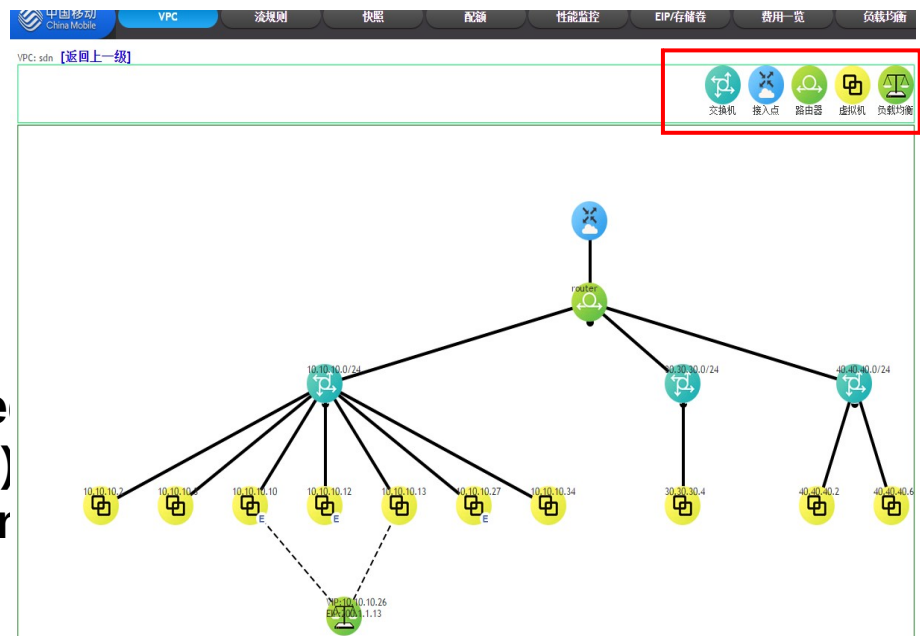 中国移动
China Mobile
VPC 流规则 快照 配额 性能监控 EIP/存储卷 费用一览 负载均衡
VPC: sdn [返回上一级]
交换机 接入点 路由器 虚拟机 负载均衡
router
10.10.10.0/24 30.30.30.0/24 40.40.40.0/24
10.10.10.2 10.10.10.10 10.10.10.12 10.10.10.13 10.10.10.27 10.10.10.34 30.30.30.4 40.40.40.2 40.40.40.6
E E E
VIP:10.10.10.26
EIP:200.1.1.13